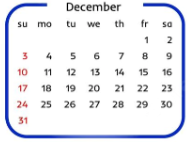 December
su mo tu we th fr sa
1 2
3 4 5 6 7 8 9
10 11 12 13 14 15 16
17 18 19 20 21 22 23
24 25 26 27 28 29 30
31